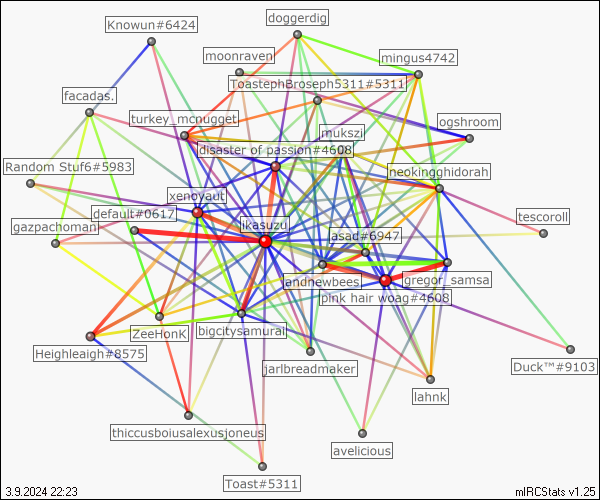 doggerdig
Knowun#6424
moonraven
mingus4742
ToastephBroseph5311#5311
facadas.
turkey_mcnugget
ogshroom
mukszi
disaster of passion#4608
Random Stuf6#5983
neokingghidorah
xenoyaut
default#0617
tescoroll
gazpachoman
ikasuzu
asad#6947
jandnewbees
gregor_samsa
pink hair woag#4608
ZeeHonk
bigcitysamurai
Heighleaigh#8575
jarlbreadmaker
Duck™#9103
lahnk
thiccusboiusalexusjoneus
avelicious
Toast#5311
3.9.2024 22:23
mIRCStats v1.25